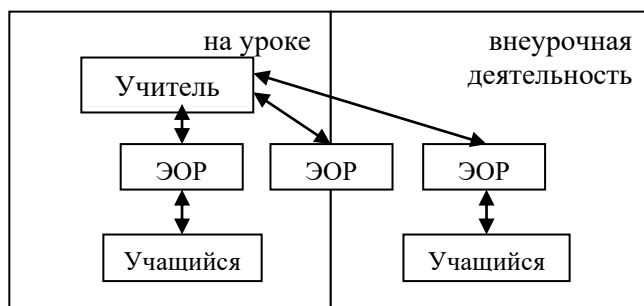 на уроке
внеурочная
деятельность
Учитель
ЭОР
ЭОР
ЭОР
Учащийся
Учащийся